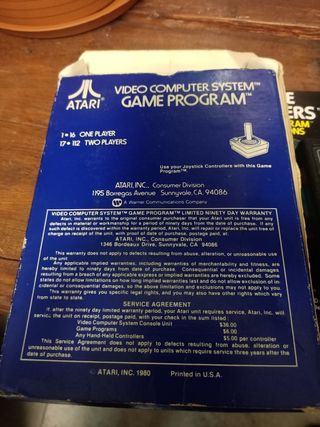 ATARI
VIDEO COMPUTER SYSTEM™
GAME PROGRAM™
1•16 ONE PLAYER
17•112 TWO PLAYERS
Use your Joystick Controllers with this Game
Program™
ATARI, INC., Consumer Division
1195 Borregas Avenue Sunnyvale, CA. 94086
A Warner Communications Company
VIDEO COMPUTER SYSTEM™ GAME PROGRAM™ LIMITED NINETY DAY WARRANTY
Atari, Inc. warrants to the original consumer purchaser that Atari unit is free from any
defects in material or workmanship for a period of ninety days from the date of purchase. If any
such defect is discovered within the warranty period, Atari, Inc. will repair or replace this unit free of
charge on receipt of the unit, with proof of date of purchase, postage paid, at:
ATARI, INC., Consumer Division
1346 Bordeaux Drive, Sunnyvale, CA 94086
This warranty does not apply to defects resulting from abuse, alteration, or unreasonable use
of the unit.
Any applicable implied warranties, including warranties of merchantability and fitness, are
hereby limited to ninety days from date of purchase. Consequential or incidental damages
resulting from a breach of any applicable express or implied warranties are hereby excluded. Some
states do not allow limitations on how long implied warranties last and do not allow exclusion of in-
cidental or consequential damages, so the above limitation and exclusions may not apply to you.
This warranty gives you specific legal rights, and you may also have other rights which vary
from state to state.
SERVICE AGREEMENT
If after the ninety day limited warranty period, your Atari unit requires service, Atari, Inc. will
service the unit on receipt, postage paid, with your check in the sum listed:
Video Computer System Console Unit $36.00
Game Programs $6.00
Any Hand-Held Controllers $5.00 per controller
This Service Agreement does not apply to defects resulting from abuse, alteration or
unreasonable use of the unit and does not apply to units which require service three years after the
date of purchase.
© ATARI, INC. 1980 Printed in U.S.A.